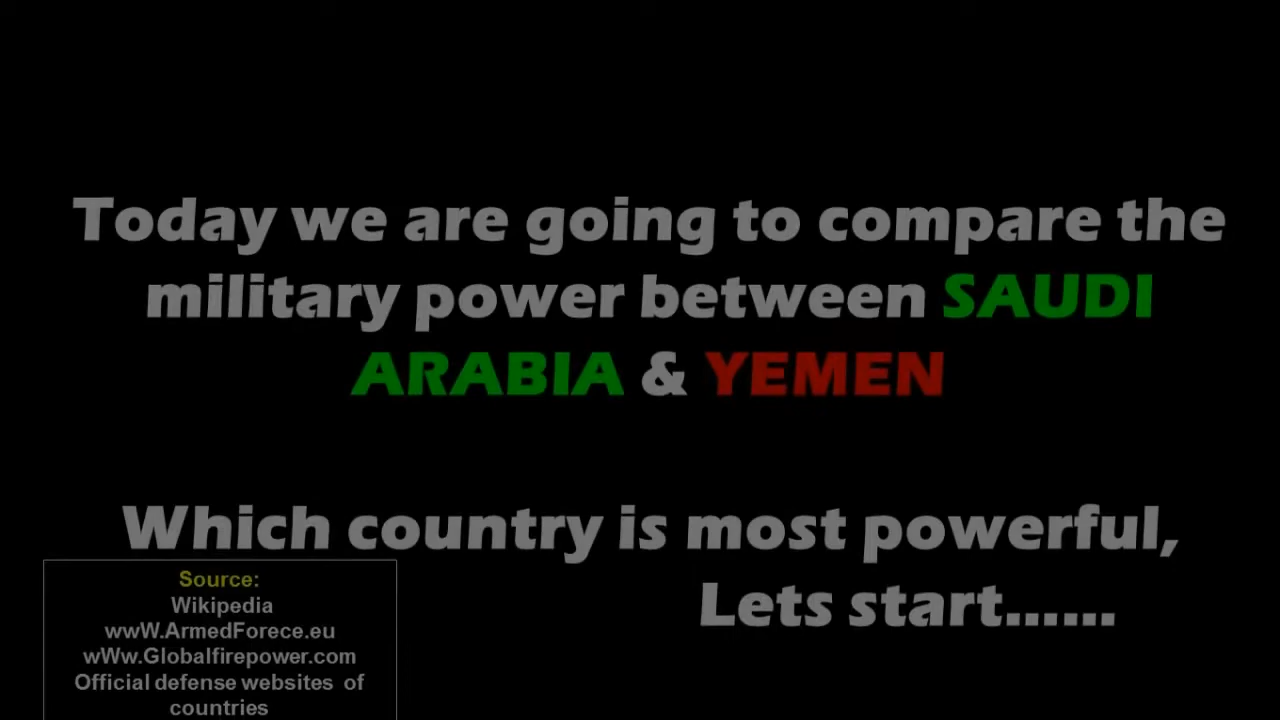 Today we are going to compare the
military power between SAUDI
ARABIA & YEMEN
Which country is most powerful,
Lets start......
Source:
Wikipedia
wwW.ArmedForece.eu
wWw.Globalfirepower.com
Official defense websites of
countries